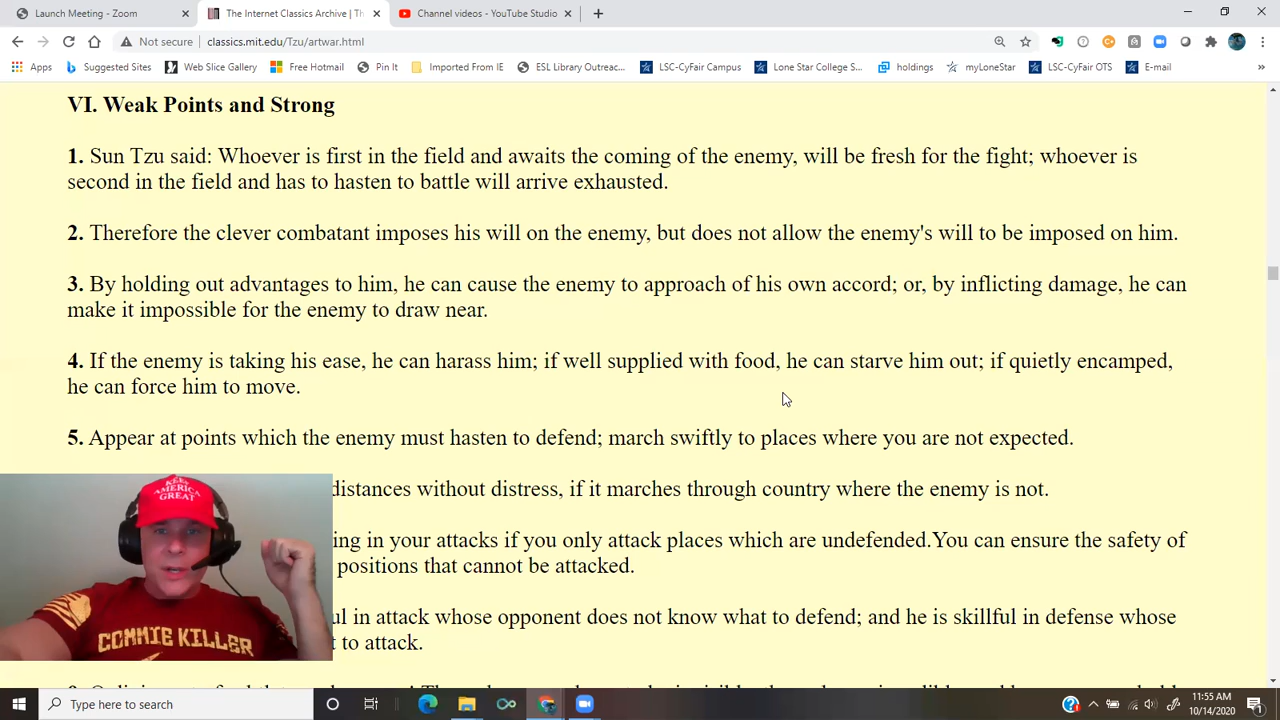 Launch Meeting - Zoom
The Internet Classics Archive | Th
Channel videos - YouTube Studio
Not secure | classics.mit.edu/Tzu/artwar.html
Apps Suggested Sites Web Slice Gallery Free Hotmail Pin It Imported From IE ESL Library Outreac... LSC-CyFair Campus Lone Star College S... holdings myLoneStar LSC-CyFair OTS E-mail »
VI. Weak Points and Strong
1. Sun Tzu said: Whoever is first in the field and awaits the coming of the enemy, will be fresh for the fight; whoever is
second in the field and has to hasten to battle will arrive exhausted.
2. Therefore the clever combatant imposes his will on the enemy, but does not allow the enemy's will to be imposed on him.
3. By holding out advantages to him, he can cause the enemy to approach of his own accord; or, by inflicting damage, he can
make it impossible for the enemy to draw near.
4. If the enemy is taking his ease, he can harass him; if well supplied with food, he can starve him out; if quietly encamped,
he can force him to move.
5. Appear at points which the enemy must hasten to defend; march swiftly to places where you are not expected.
distances without distress, if it marches through country where the enemy is not.
ing in your attacks if you only attack places which are undefended.You can ensure the safety of
positions that cannot be attacked.
ul in attack whose opponent does not know what to defend; and he is skillful in defense whose
t to attack.
KEEP
AMERICA
GREAT
COMMIE KILLER
Type here to search
11:55 AM
10/14/2020